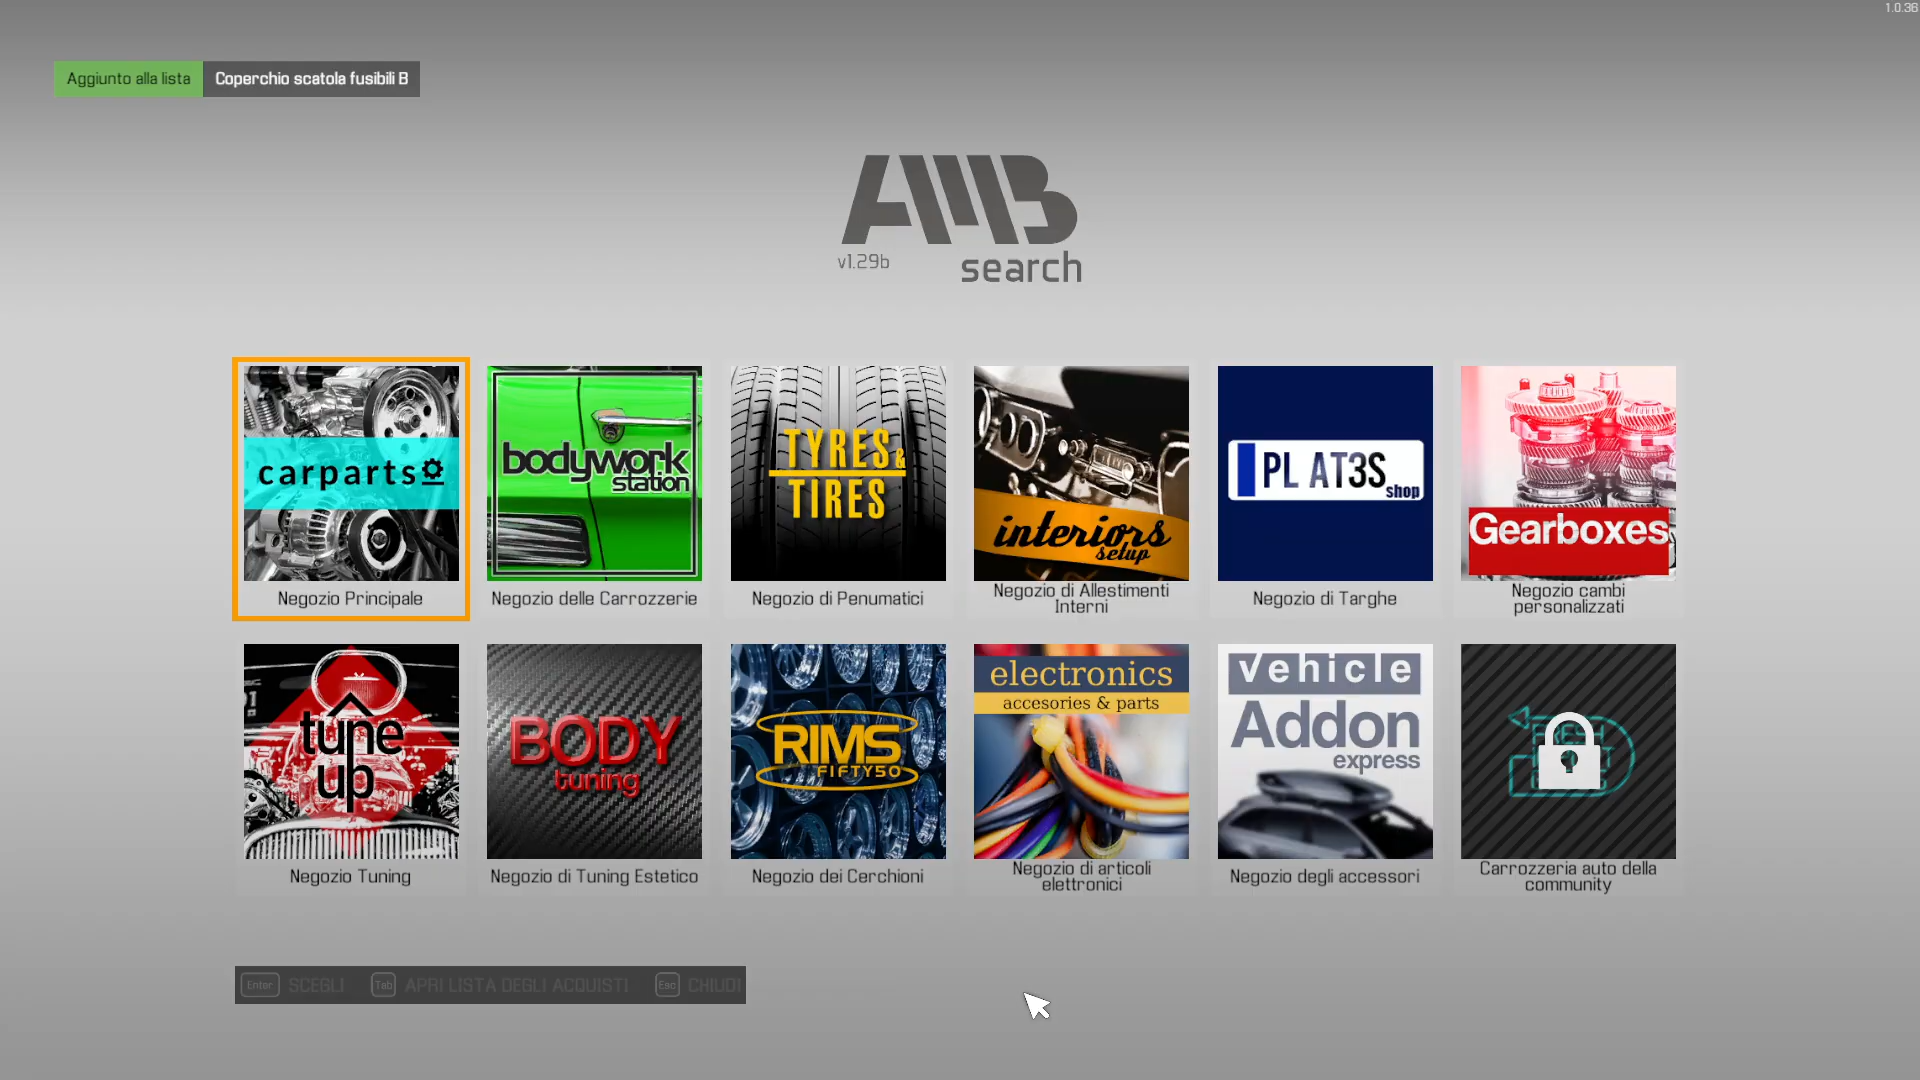 1.0.36
Aggiunto alla lista
Coperchio scatola fusibili B
AMB
v1.29b
search
carparts
Negozio Principale
bodywork
station
Negozio delle Carrozzerie
TYRES &
TIRES
Negozio di Penumatici
interiors
setup
Negozio di Allestimenti
Interni
PL AT3S
shop
Negozio di Targhe
Gearboxes
Negozio cambi
personalizzati
tune
up
Negozio Tuning
BODY
tuning
Negozio di Tuning Estetico
RIMS
FIFTY50
Negozio dei Cerchioni
electronics
accesories & parts
Negozio di articoli
elettronici
vehicle
Addon
express
Negozio degli accessori
Carrozzeria auto della
community
Enter SCEGLI Tab APRI LISTA DEGLI ACQUISTI Esc CHIUDI